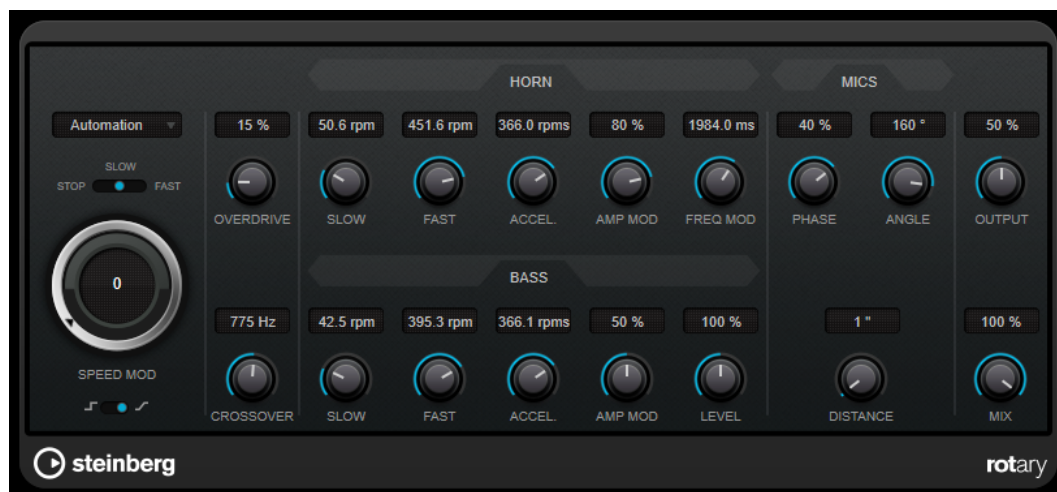 HORN MICS
Automation 15 % 50.6 rpm 451.6 rpm 366.0 rpms 80 % 1984.0 ms 40 % 160 ° 50 %
SLOW
STOP FAST
OVERDRIVE SLOW FAST ACCEL. AMP MOD FREQ MOD PHASE ANGLE OUTPUT
BASS
0
775 Hz 42.5 rpm 395.3 rpm 366.1 rpms 50 % 100 % 1 " 100 %
SPEED MOD
CROSSOVER SLOW FAST ACCEL. AMP MOD LEVEL DISTANCE MIX
steinberg rotary